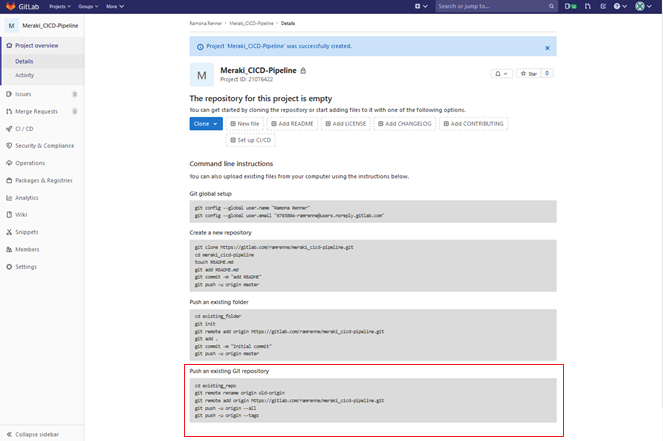 GitLab
Projects
Groups
More
Search or jump to...
Ramona Renner › Meraki_CICD-Pipeline › Details
M Meraki_CICD-Pipeline
Project overview
Details
Activity
Issues 0
Merge Requests 0
CI / CD
Security & Compliance
Operations
Packages & Registries
Analytics
Wiki
Snippets
Members
Settings
Collapse sidebar
Project 'Meraki_CICD-Pipeline' was successfully created.
M
Meraki_CICD-Pipeline
Project ID: 21076422
Star 0
The repository for this project is empty
You can get started by cloning the repository or start adding files to it with one of the following options.
Clone
New file
Add README
Add LICENSE
Add CHANGELOG
Add CONTRIBUTING
Set up CI/CD
Command line instructions
You can also upload existing files from your computer using the instructions below.
Git global setup
git config --global user.name "Ramona Renner"
git config --global user.email "6793804-ramrenne@users.noreply.gitlab.com"
Create a new repository
git clone https://gitlab.com/ramrenne/meraki_cicd-pipeline.git
cd meraki_cicd-pipeline
touch README.md
git add README.md
git commit -m "add README"
git push -u origin master
Push an existing folder
cd existing_folder
git init
git remote add origin https://gitlab.com/ramrenne/meraki_cicd-pipeline.git
git add .
git commit -m "Initial commit"
git push -u origin master
Push an existing Git repository
cd existing_repo
git remote rename origin old-origin
git remote add origin https://gitlab.com/ramrenne/meraki_cicd-pipeline.git
git push -u origin --all
git push -u origin --tags